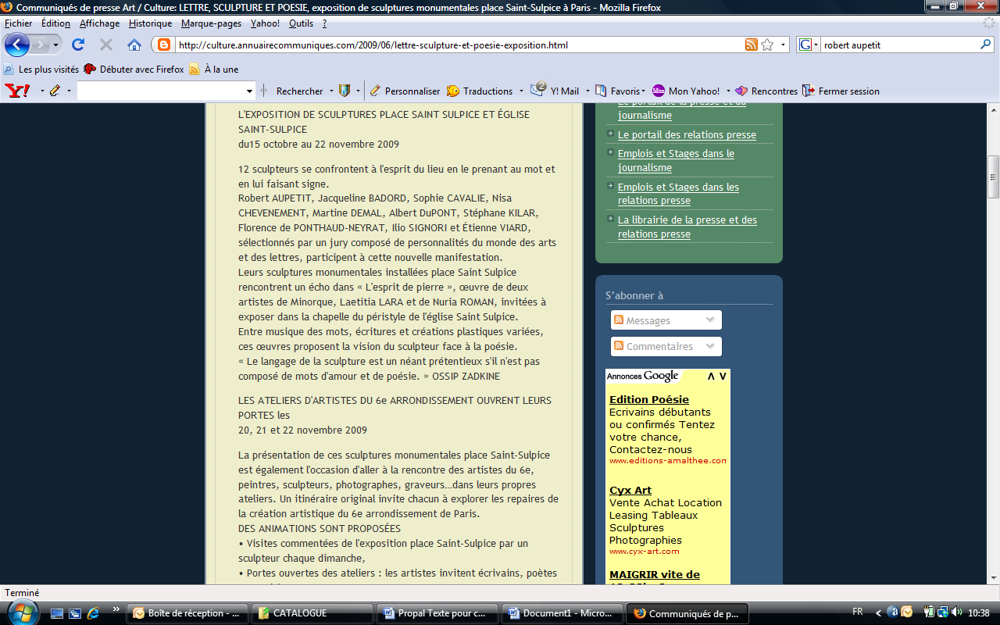 Communiqués de presse Art / Culture: LETTRE, SCULPTURE ET POESIE, exposition de sculptures monumentales place Saint-Sulpice à Paris - Mozilla Firefox
Fichier Édition Affichage Historique Marque-pages Yahoo! Outils ?
http://culture.annuairecommuniques.com/2009/06/lettre-sculpture-et-poesie-exposition.html
G
robert aupetit
Les plus visités Débuter avec Firefox À la une
Y! Rechercher Personnaliser Traductions 2 Y! Mail Favoris Mon Mon Yahoo! Rencontres Fermer session
L'EXPOSITION DE SCULPTURES PLACE SAINT SULPICE ET ÉGLISE
SAINT-SULPICE
du15 octobre au 22 novembre 2009
12 sculpteurs se confrontent à l'esprit du lieu en le prenant au mot et
en lui faisant signe.
Robert AUPETIT, Jacqueline BADORD, Sophie CAVALIE, Nisa
CHEVENEMENT, Martine DEMAL, Albert DuPONT, Stéphane KILAR,
Florence de PONTHAUD-NEYRAT, Ilio SIGNORI et Étienne VIARD,
sélectionnés par un jury composé de personnalités du monde des arts
et des lettres, participent à cette nouvelle manifestation.
Leurs sculptures monumentales installées place Saint Sulpice
rencontrent un écho dans « L'esprit de pierre », œuvre de deux
artistes de Minorque, Laetitia LARA et de Nuria ROMAN, invitées à
exposer dans la chapelle du péristyle de l'église Saint Sulpice.
Entre musique des mots, écritures et créations plastiques variées,
ces œuvres proposent la vision du sculpteur face à la poésie.
« Le langage de la sculpture est un néant prétentieux s'il n'est pas
composé de mots d'amour et de poésie. » OSSIP ZADKINE
LES ATELIERS D'ARTISTES DU 6e ARRONDISSEMENT OUVRENT LEURS
PORTES les
20, 21 et 22 novembre 2009
La présentation de ces sculptures monumentales place Saint-Sulpice
est également l'occasion d'aller à la rencontre des artistes du 6e,
peintres, sculpteurs, photographes, graveurs...dans leurs propres
ateliers. Un itinéraire original invite chacun à explorer les repaires de
la création artistique du 6e arrondissement de Paris.
DES ANIMATIONS SONT PROPOSÉES
• Visites commentées de l'exposition place Saint-Sulpice par un
sculpteur chaque dimanche,
• Portes ouvertes des ateliers : les artistes invitent écrivains, poètes
Le portail de la presse et du
journalisme
Le portail des relations presse
Emplois et Stages dans le
journalisme
Emplois et Stages dans les
relations presse
La librairie de la presse et des
relations presse
S'abonner à
Messages
Commentaires
Annonces Google
Edition Poésie
Ecrivains débutants
ou confirmés Tentez
votre chance,
Contactez-nous
www.editions-amalthee.com
Cyx Art
Vente Achat Location
Leasing Tableaux
Sculptures
Photographies
www.cyx-art.com
MAIGRIR vite de
Terminé
Boîte de réception - ... CATALOGUE Propal Texte pour c... Document1 - Micro... Communiqués de p... FR 10:38